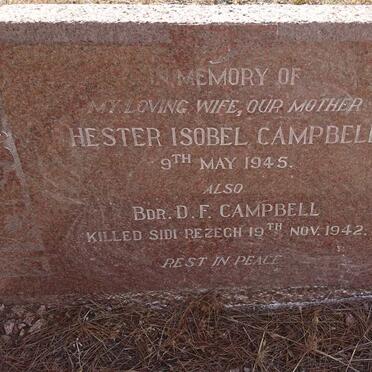 IN MEMORY OF
MY LOVING WIFE, OUR MOTHER
HESTER ISOBEL CAMPBELL
9TH MAY 1945.
ALSO
BDR. D. F. CAMPBELL
KILLED SIDI REZEGH 19TH NOV. 1942.
REST IN PEACE